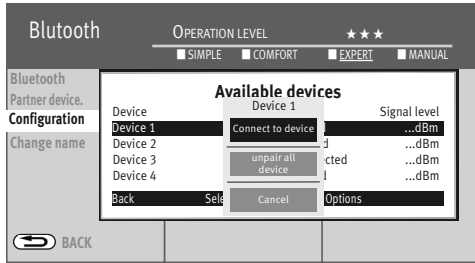 Blutooth
OPERATION LEVEL
SIMPLE COMFORT EXPERT MANUAL
Bluetooth
Partner device.
Configuration
Change name
Available devices
Device 1
Device Signal level
Device 1 ...dBm
Connect to device
Device 2 ...dBm
Device 3 ...dBm
unpair all
device
Device 4 ...dBm
Back Options
Cancel
BACK